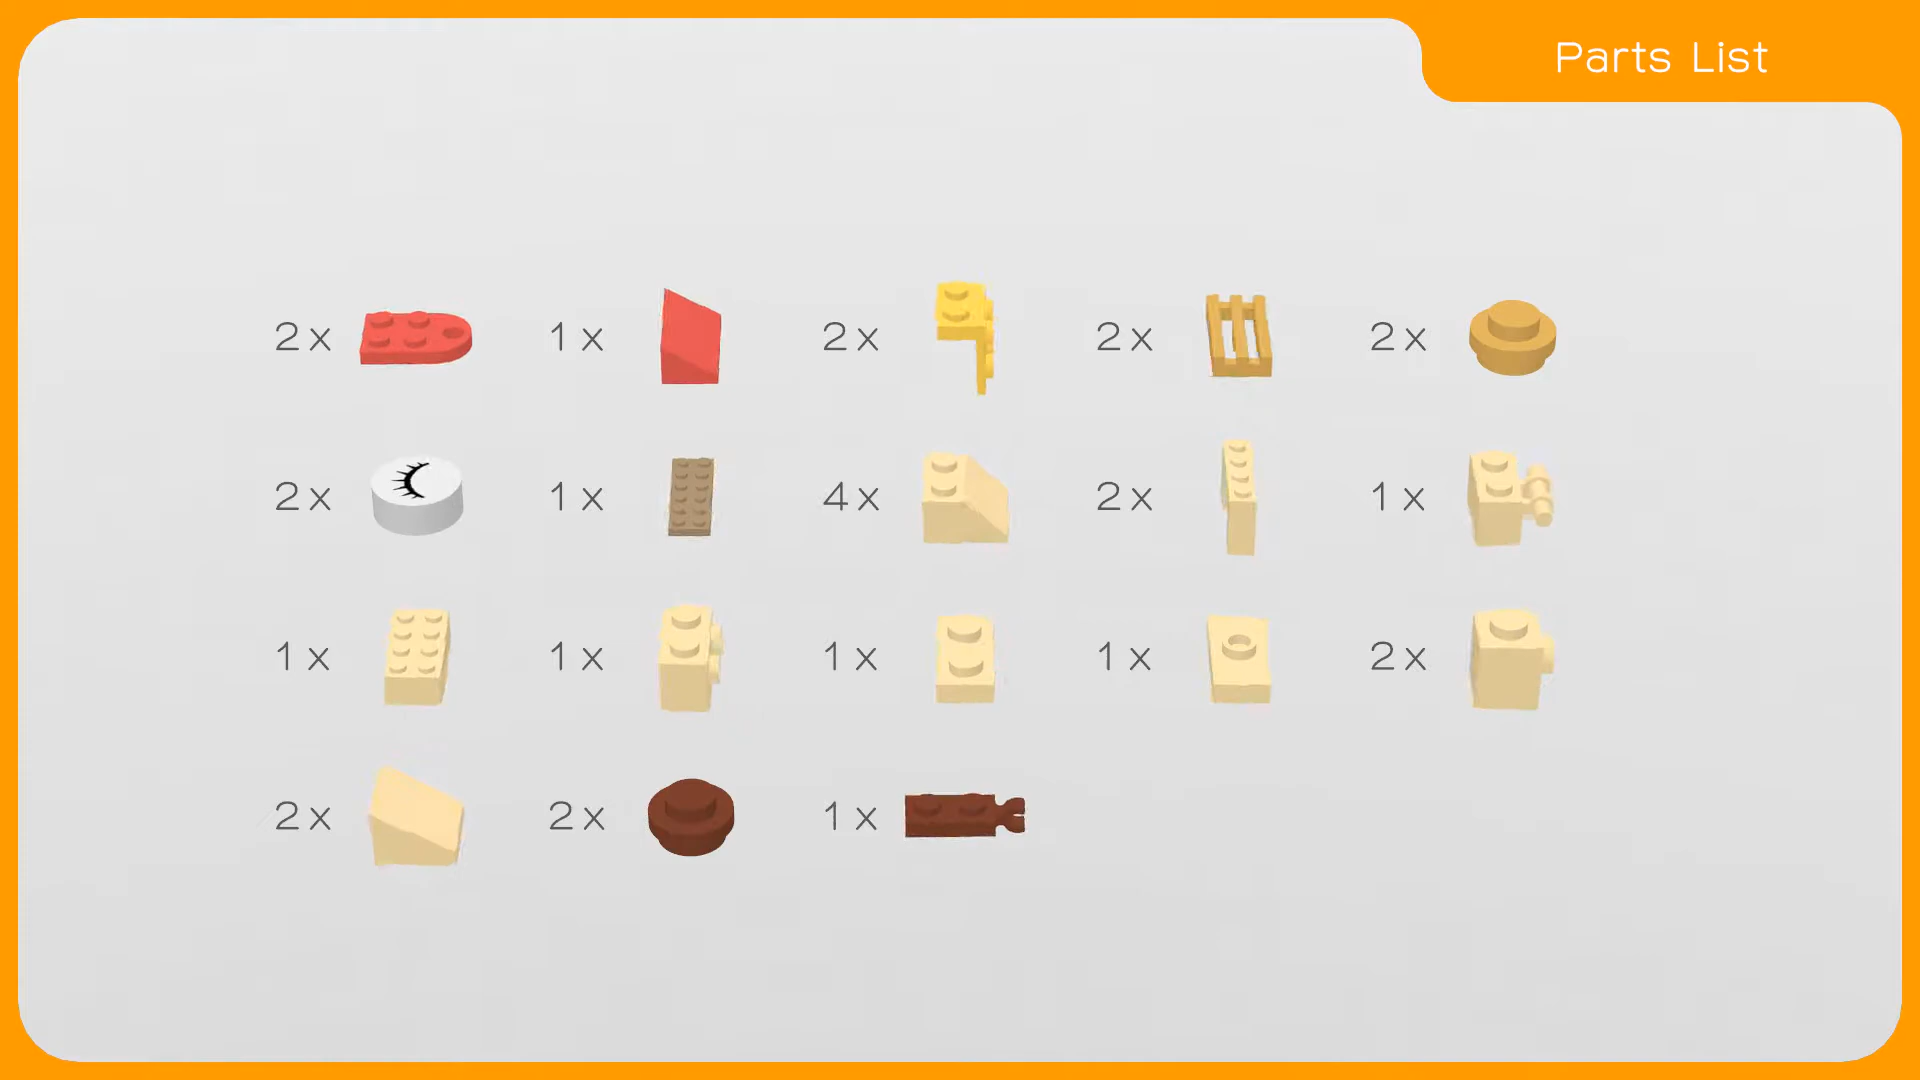 Parts List
2x 1x 2x 2x 2x
2x 1x 4x 2x 1x
1x 1x 1x 1x 2x
2x 2x 1x